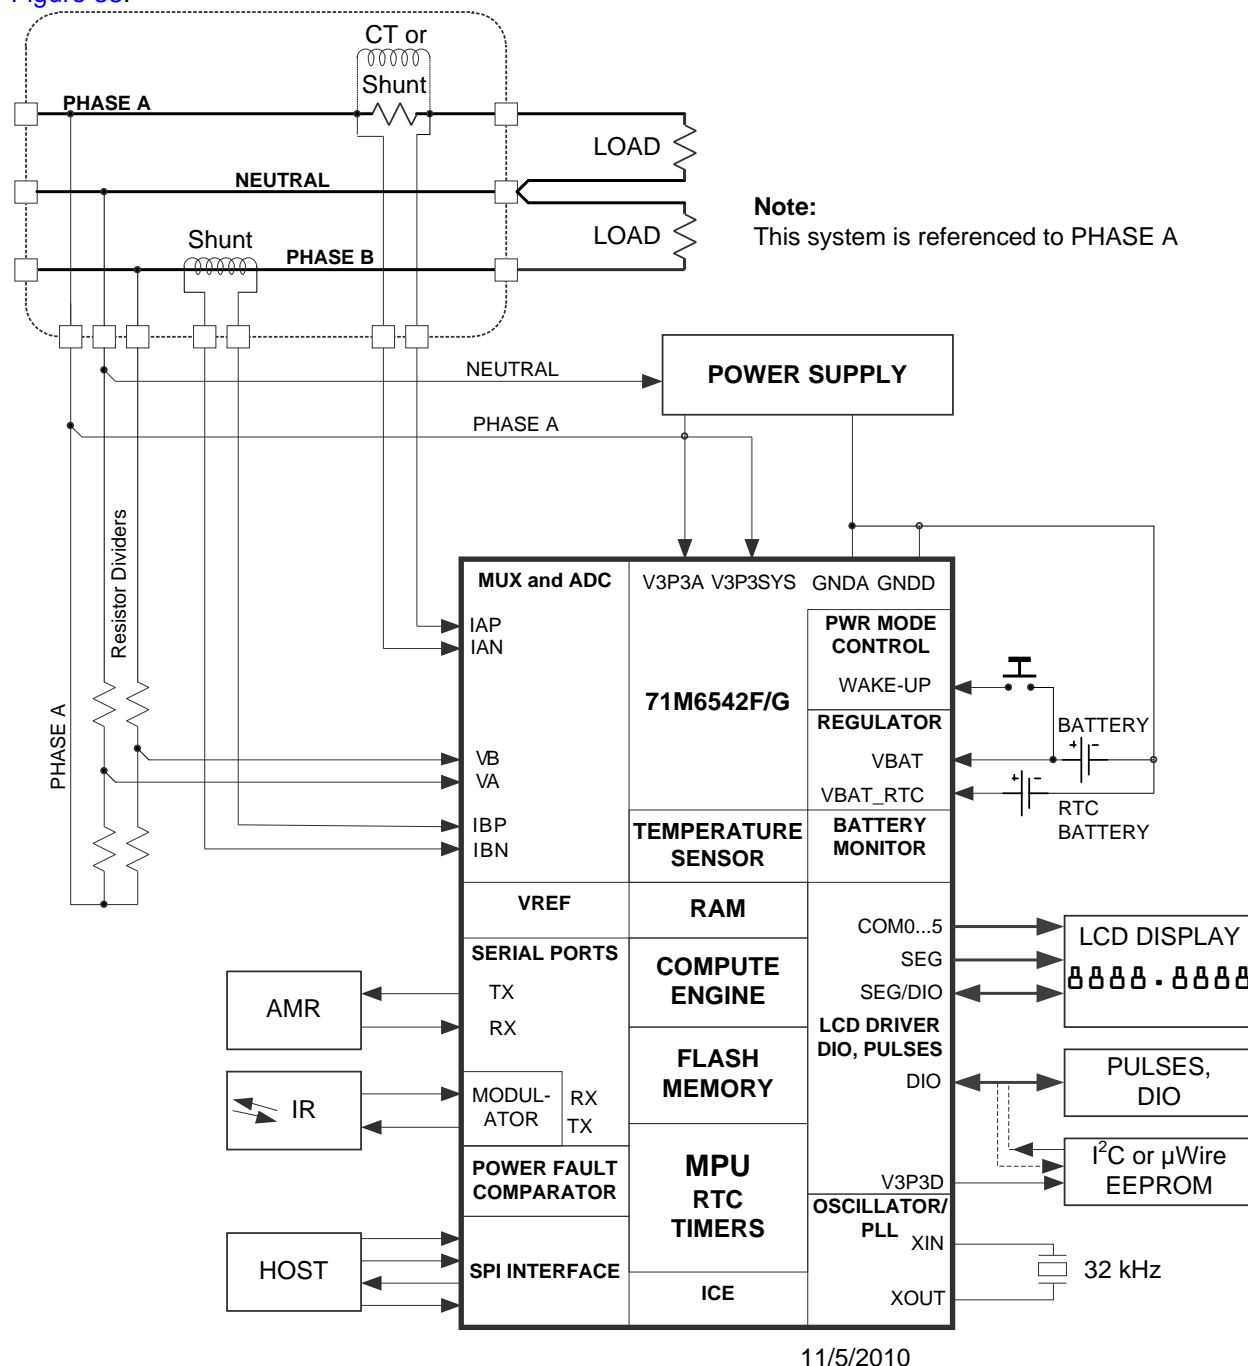 CT or
Shunt
PHASE A
LOAD
NEUTRAL
Note:
This system is referenced to PHASE A
Shunt
LOAD
PHASE B
NEUTRAL
POWER SUPPLY
PHASE A
Resistor Dividers
PHASE A
MUX and ADC
V3P3A V3P3SYS GNDA GNDD
IAP
IAN
PWR MODE
CONTROL
WAKE-UP
71M6542F/G
REGULATOR
BATTERY
+ -
VB
VA
VBAT
VBAT_RTC
+ -
RTC
BATTERY
IBP
IBN
TEMPERATURE
SENSOR
BATTERY
MONITOR
VREF
RAM
COM0...5
SEG
SEG/DIO
LCD DISPLAY
8888.8888
SERIAL PORTS
TX
RX
AMR
COMPUTE
ENGINE
LCD DRIVER
DIO, PULSES
DIO
PULSES,
DIO
FLASH
MEMORY
IR
MODUL-
ATOR
RX
TX
I²C or µWire
EEPROM
V3P3D
POWER FAULT
COMPARATOR
MPU
RTC
TIMERS
OSCILLATOR/
PLL
XIN
32 kHz
XOUT
HOST
SPI INTERFACE
ICE
11/5/2010